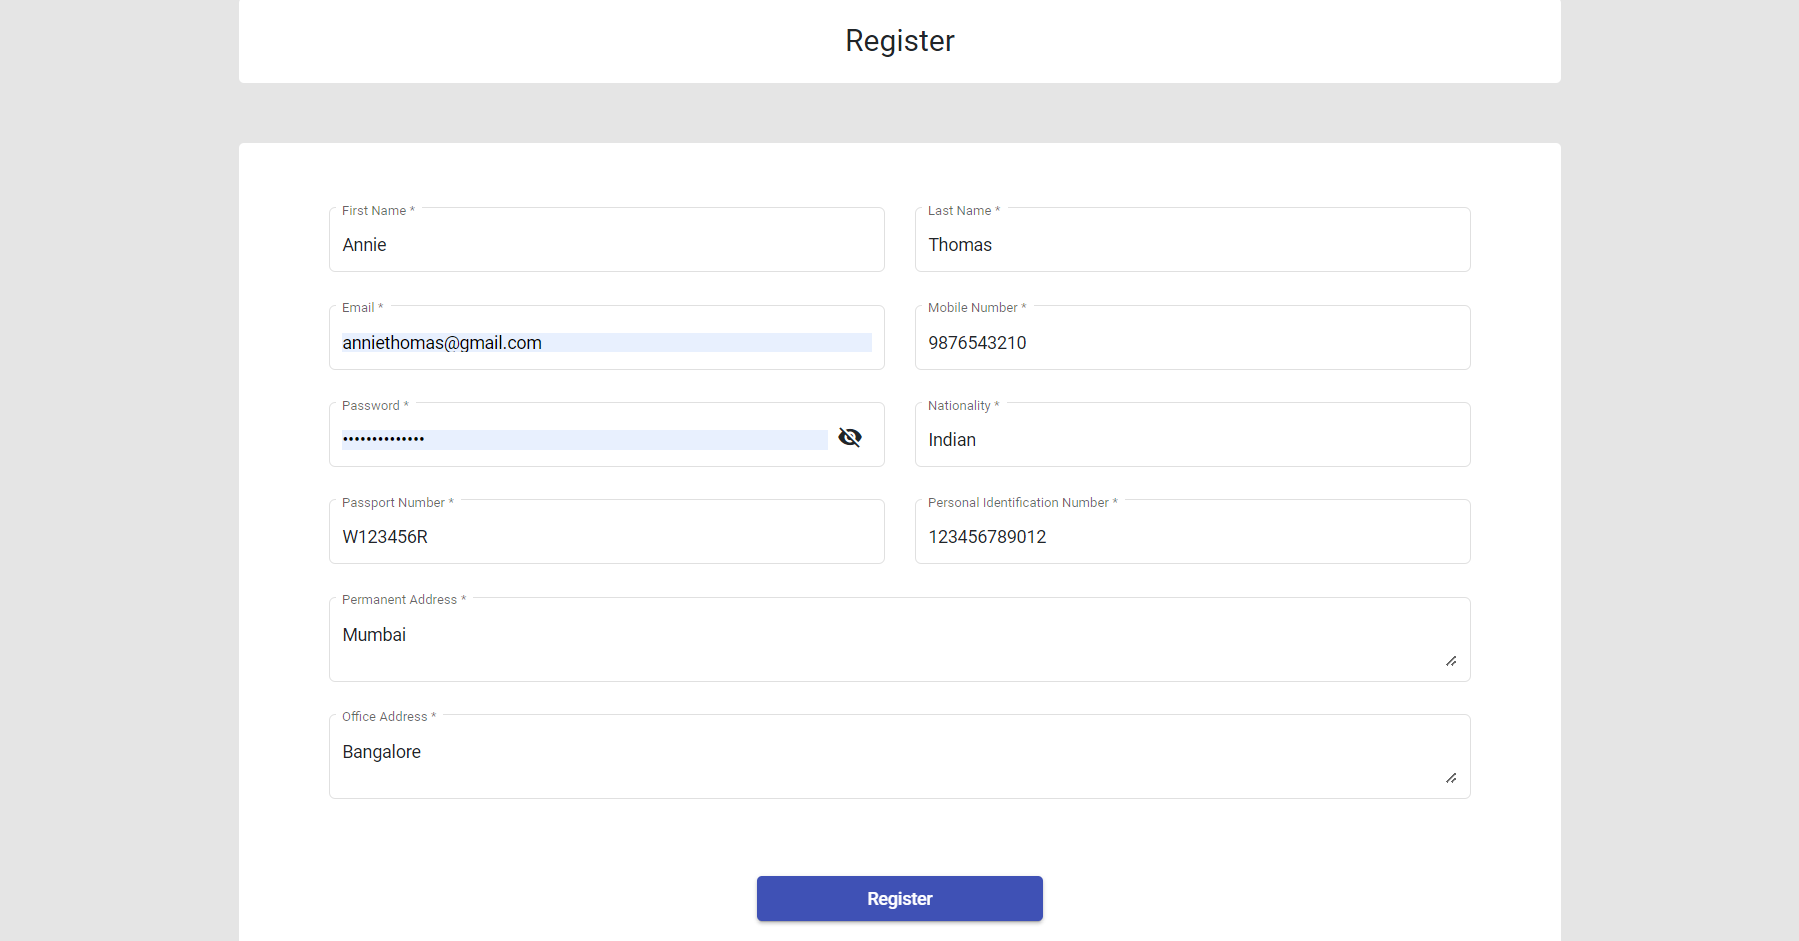 Register
First Name *
Annie
Last Name *
Thomas
Email *
anniethomas@gmail.com
Mobile Number *
9876543210
Password *
••••••••••••••
Nationality *
Indian
Passport Number *
W123456R
Personal Identification Number *
123456789012
Permanent Address *
Mumbai
Office Address *
Bangalore
Register